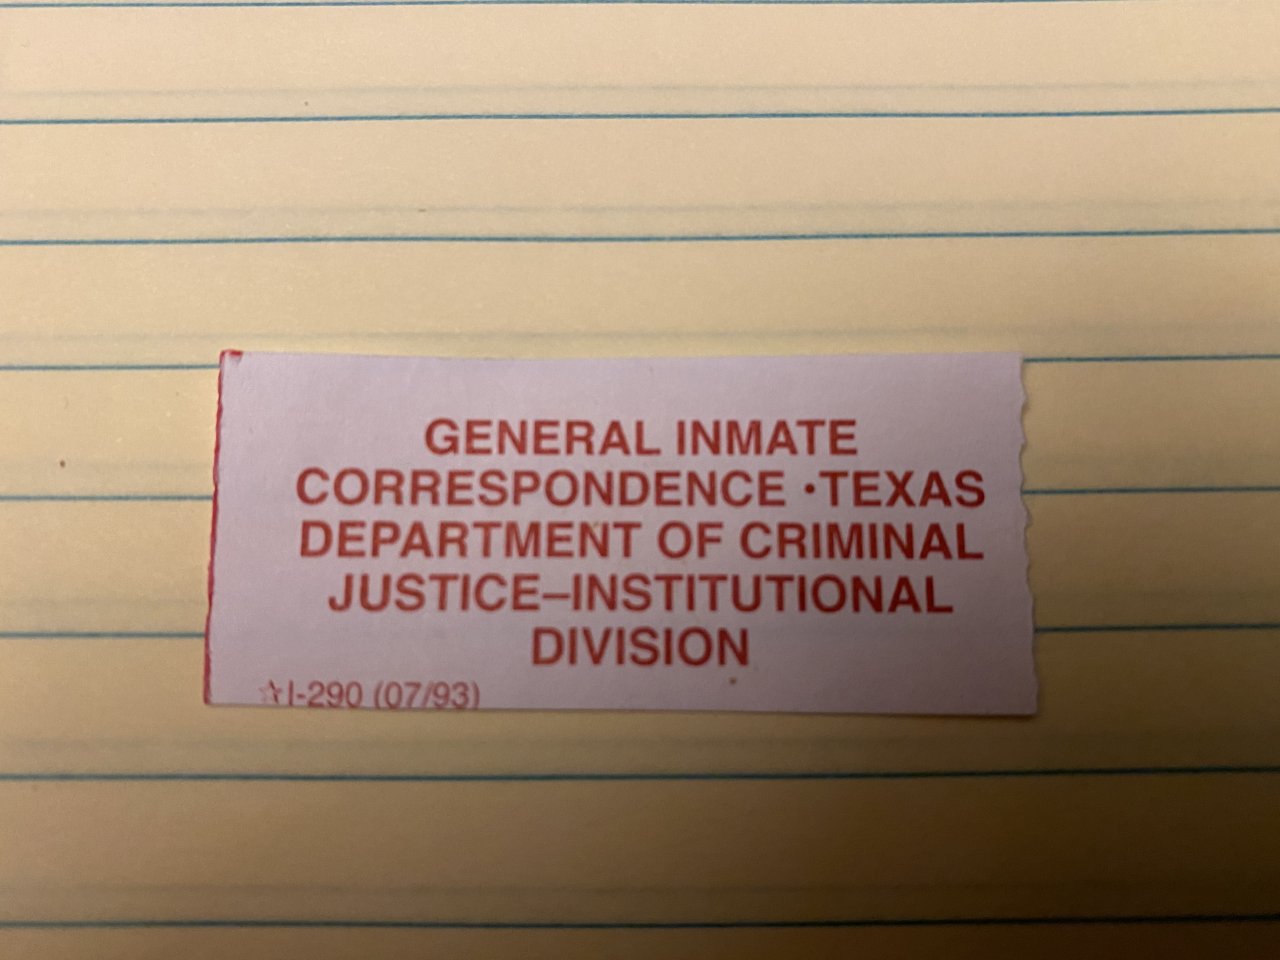 GENERAL INMATE
CORRESPONDENCE •TEXAS
DEPARTMENT OF CRIMINAL
JUSTICE–INSTITUTIONAL
DIVISION
☆I-290 (07/93)